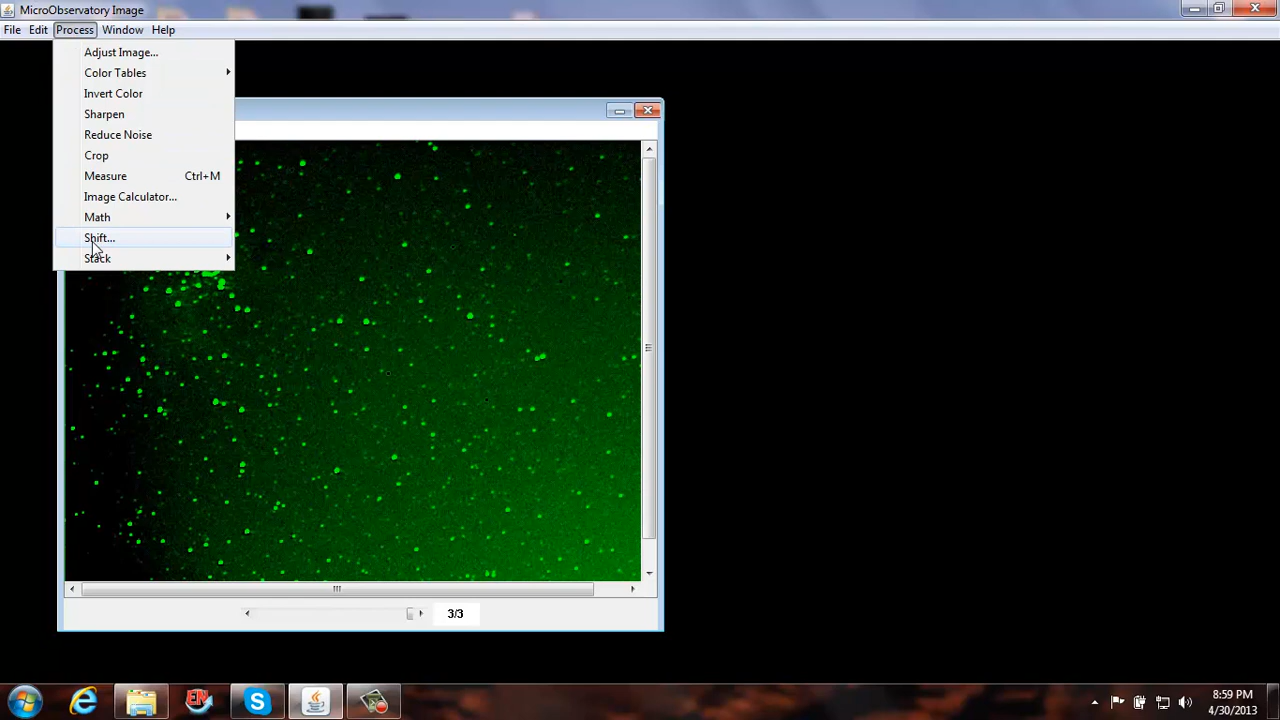 MicroObservatory Image
File Edit Process Window Help
Adjust Image...
Color Tables
Invert Color
Sharpen
Reduce Noise
Crop
Measure Ctrl+M
Image Calculator...
Math
Shift...
Stack
3/3
EN
8:59 PM
4/30/2013